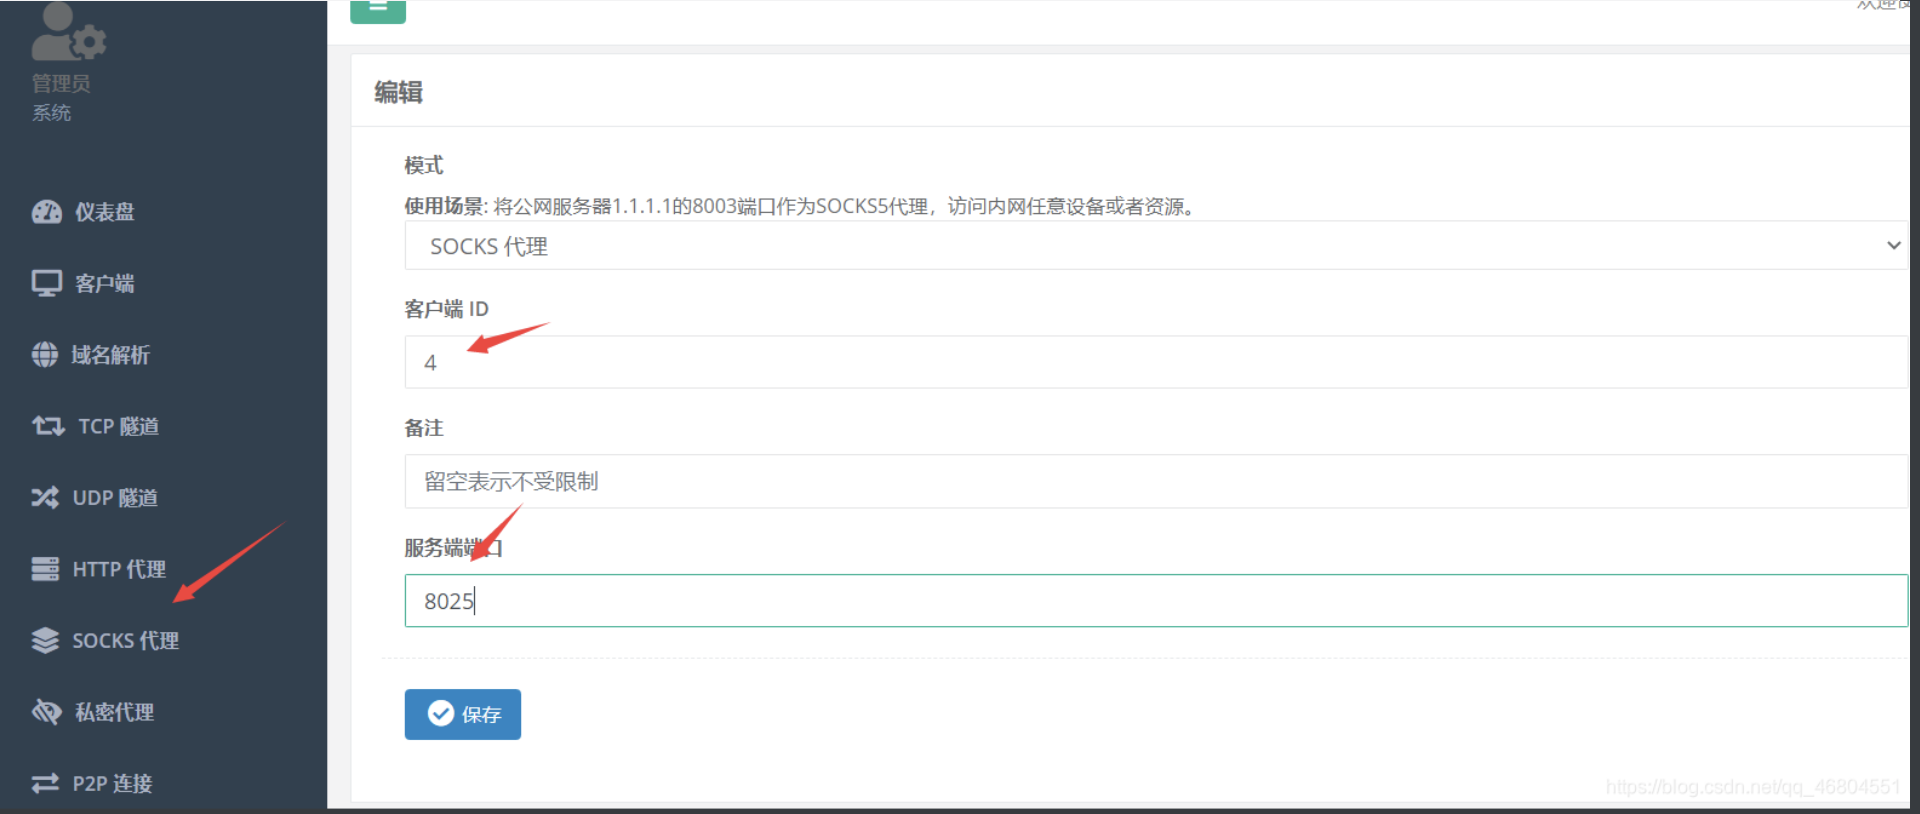 管理员
系统
仪表盘
客户端
域名解析
TCP 隧道
UDP 隧道
HTTP 代理
SOCKS 代理
私密代理
P2P 连接
编辑
模式
使用场景: 将公网服务器1.1.1.1的8003端口作为SOCKS5代理，访问内网任意设备或者资源。
SOCKS 代理
客户端 ID
4
备注
留空表示不受限制
服务端端口
8025
保存
https://blog.csdn.net/qq_46804551